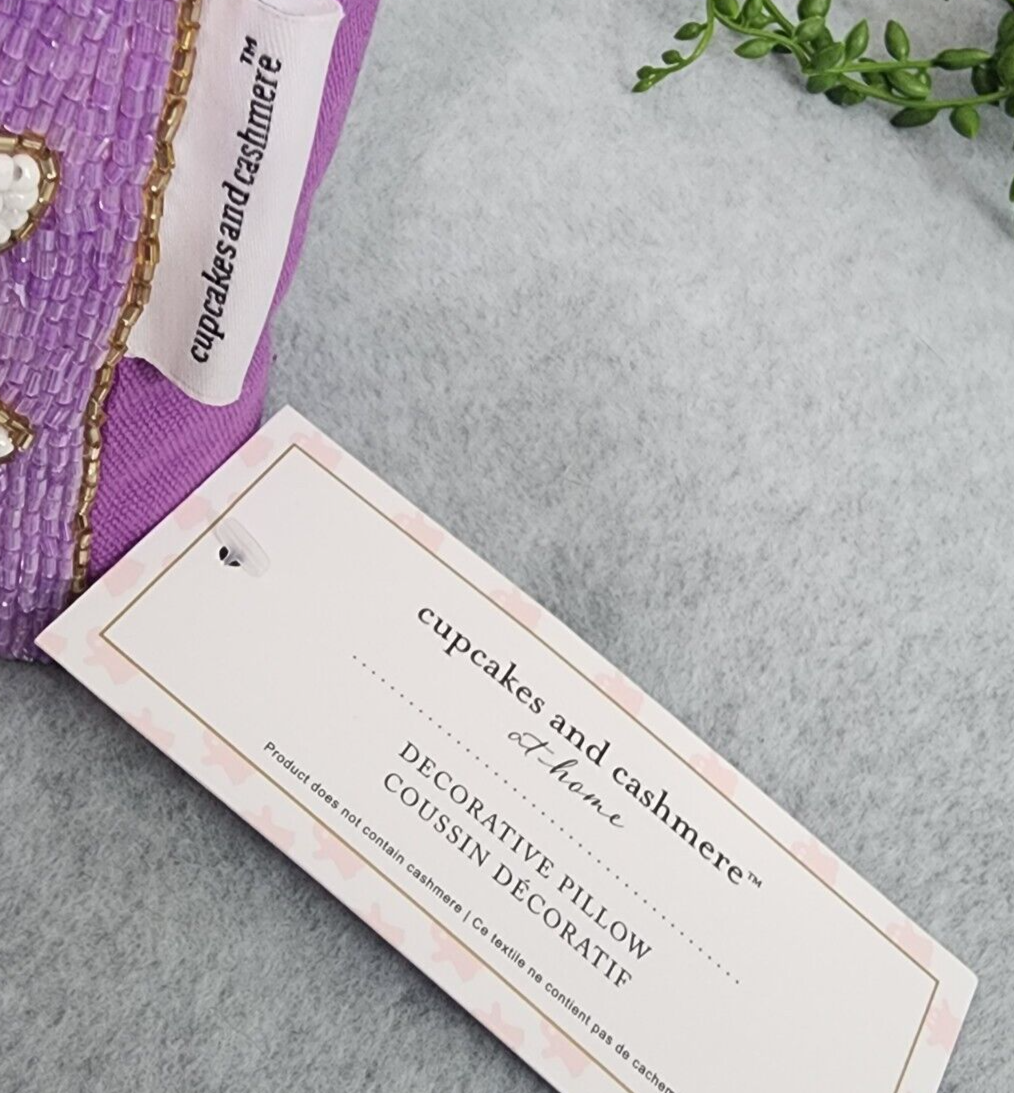 cupcakes and cashmere™
cupcakes and cashmere™
at home
DECORATIVE PILLOW
COUSSIN DÉCORATIF
Product does not contain cashmere | Ce textile ne contient pas de